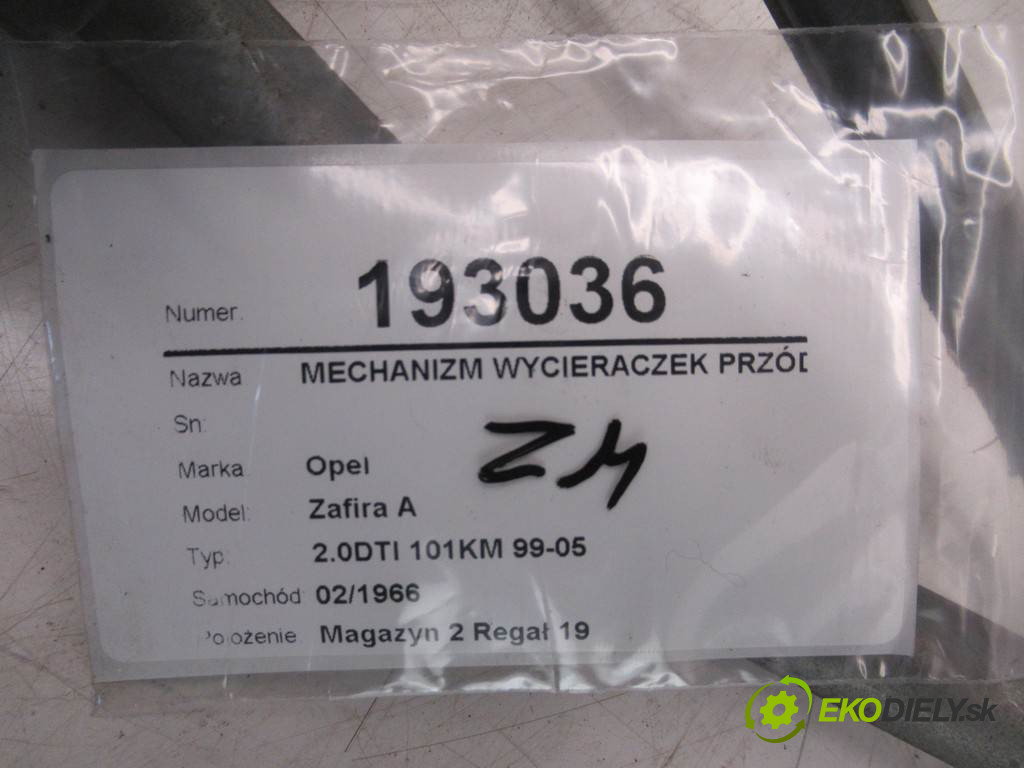 Numer: 193036
Nazwa MECHANIZM WYCIERACZEK PRZÓD
Sn:
Marka Opel
Model: Zafira A
Typ: 2.0DTI 101KM 99-05
Samochód: 02/1966
Położenie Magazyn 2 Regał 19
EKODIELY.sk